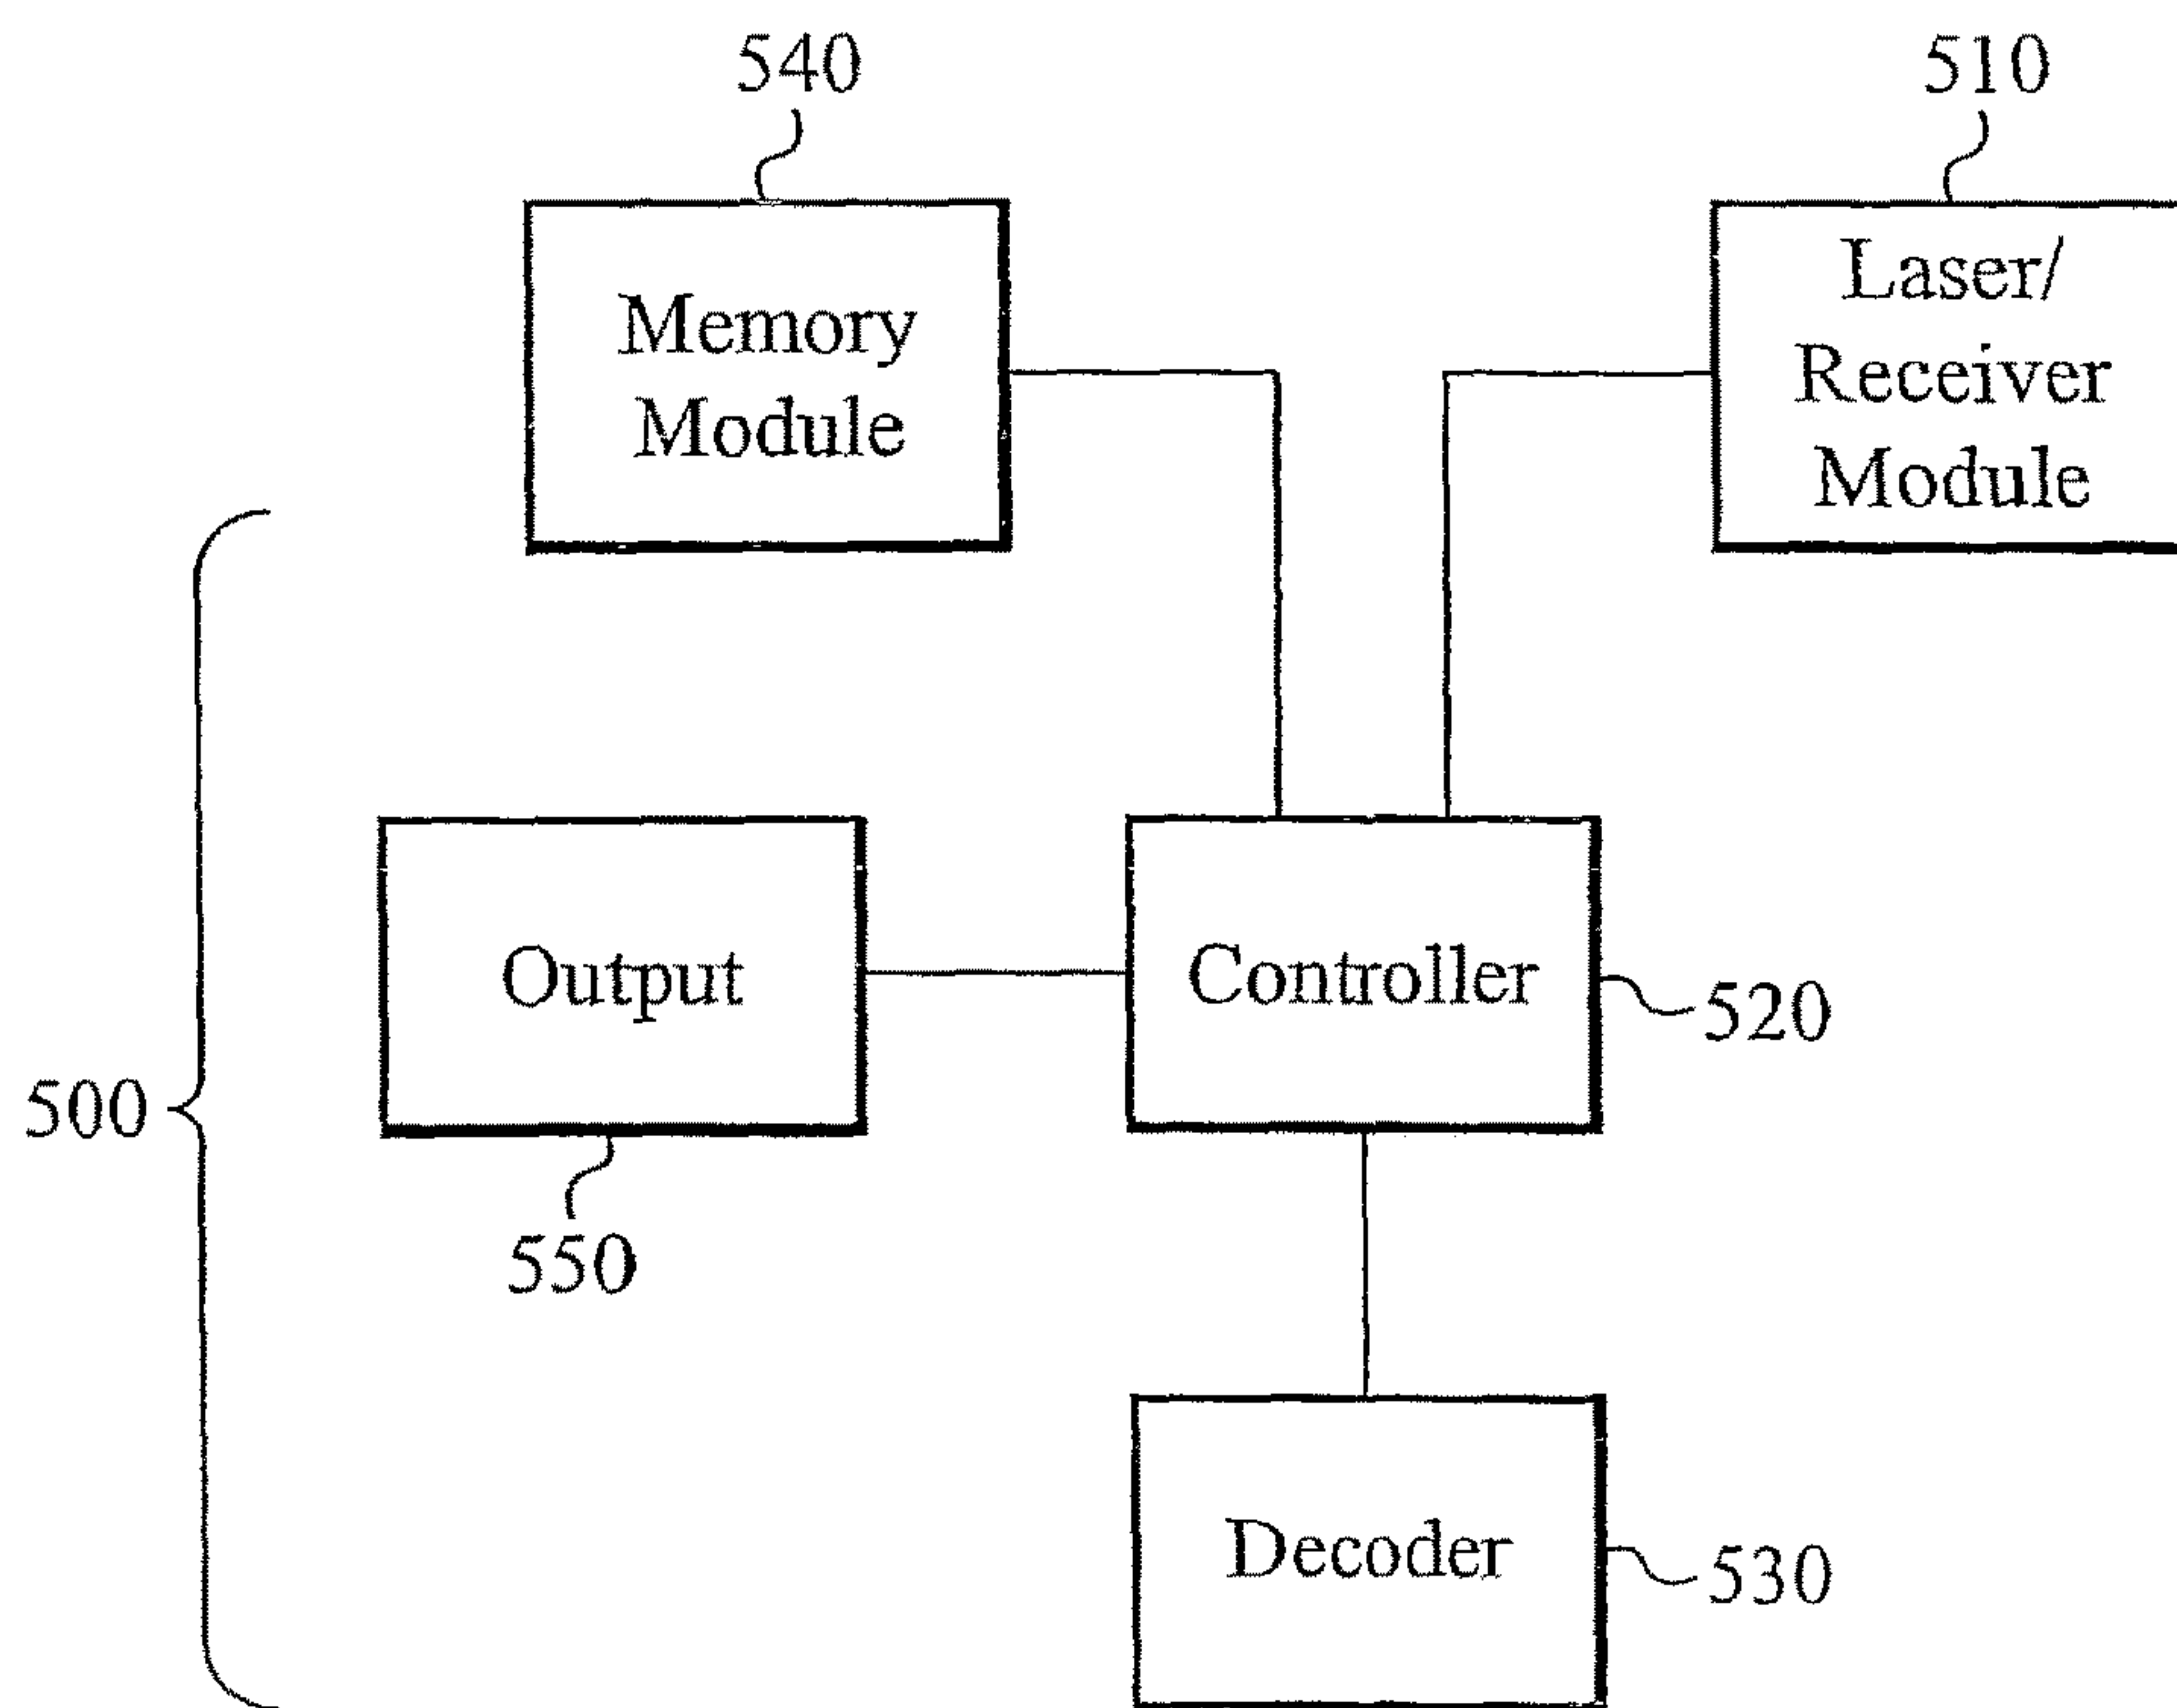 540
510
Memory
Module
Laser/
Receiver
Module
Output
Controller
520
500
550
Decoder
530